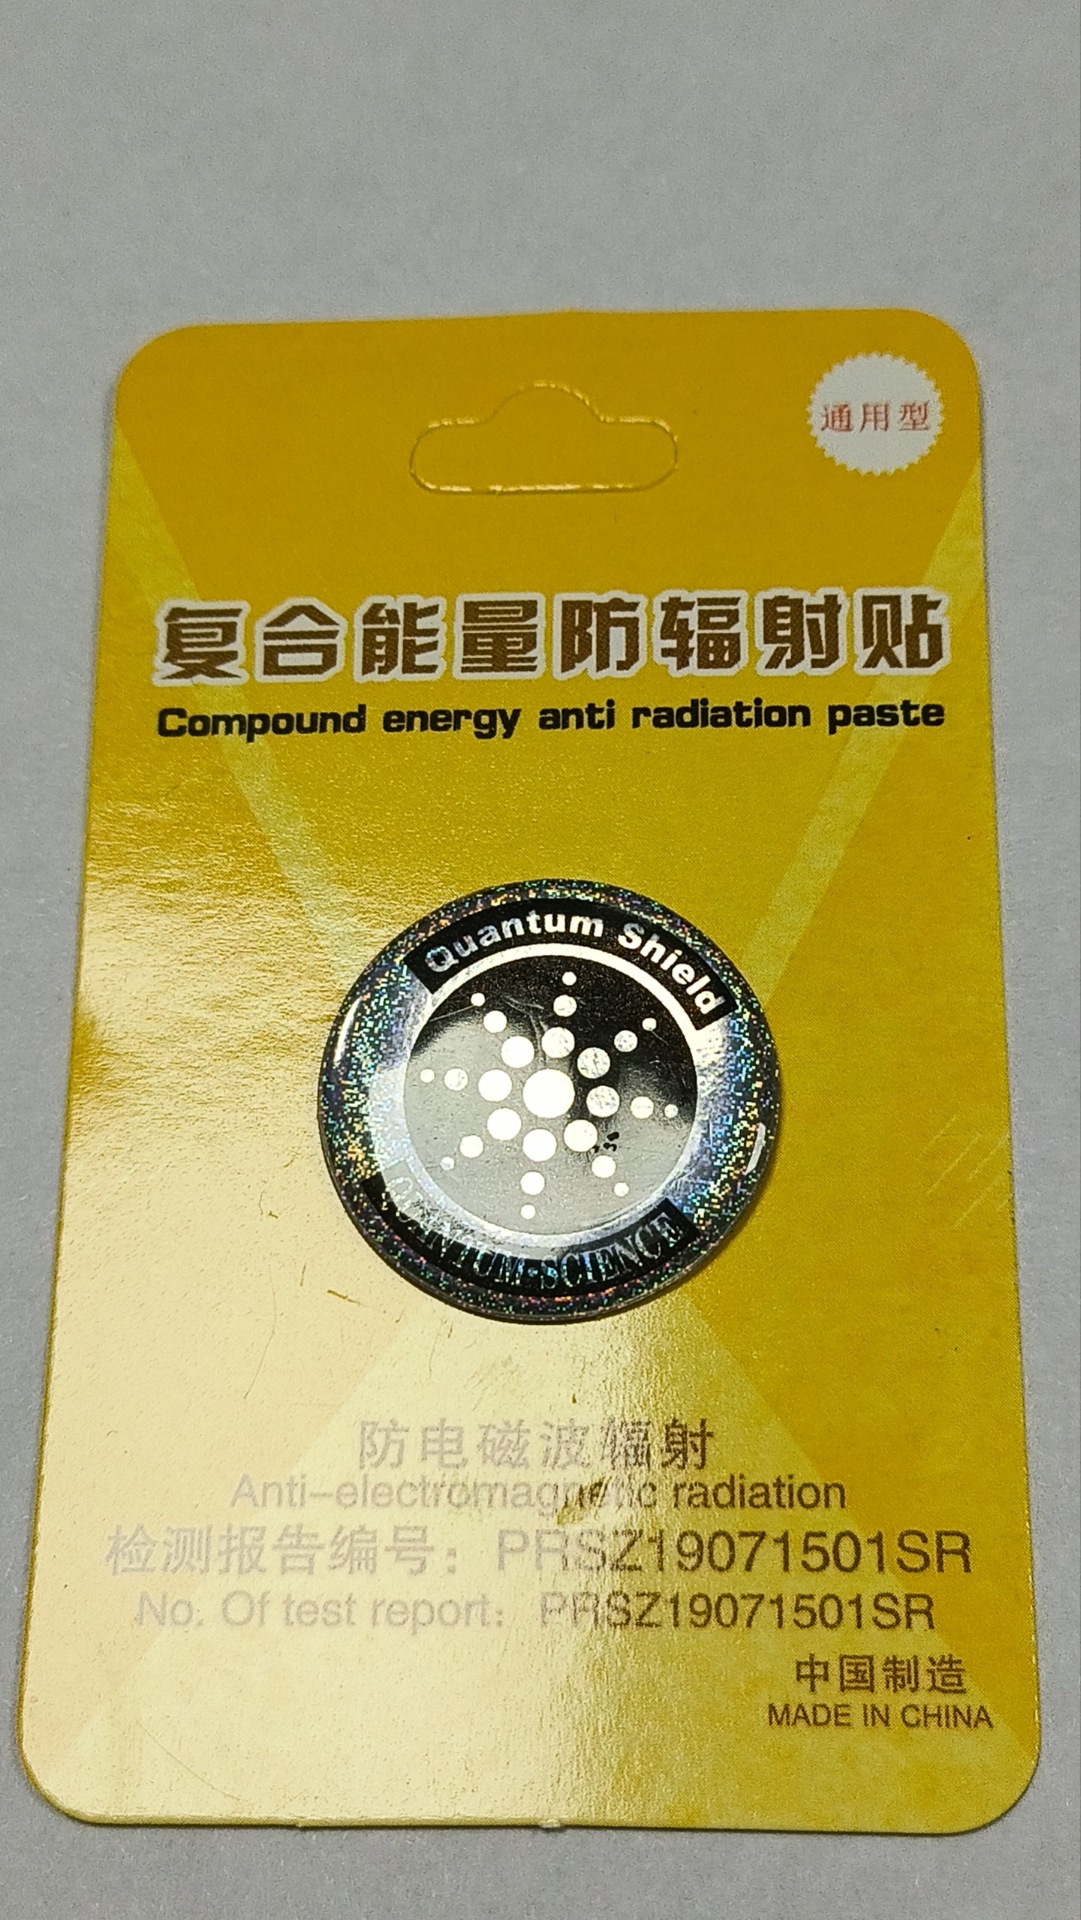 通用型
复合能量防辐射贴
Compound energy anti radiation paste
Quantum Shield
QUANTUM-SCIENCE
防电磁波辐射
Anti-electromagnetic radiation
检测报告编号：PRSZ19071501SR
No. Of test report：PRSZ19071501SR
中国制造
MADE IN CHINA